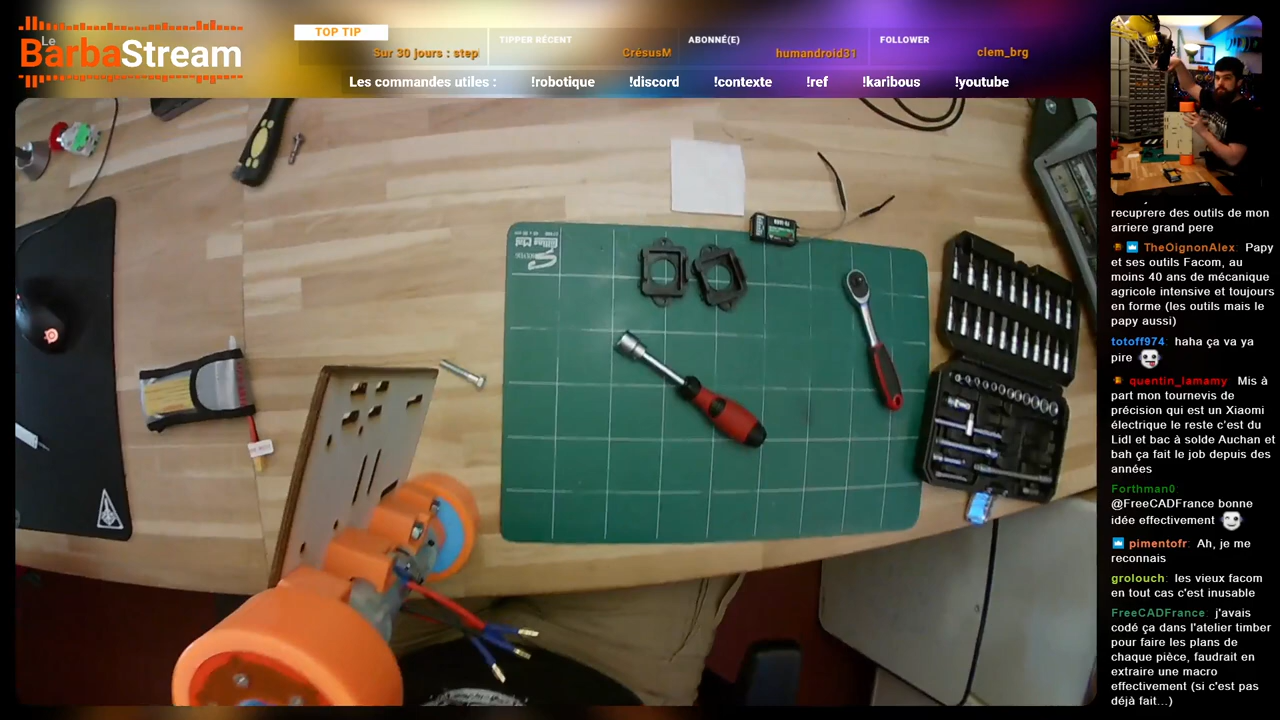 Le
BarbaStream
TOP TIP
Sur 30 jours : step
TIPPER RÉCENT
CrésusM
ABONNÉ(E)
humandroid31
FOLLOWER
clem_brg
Les commandes utiles : !robotique !discord !contexte !ref !karibous !youtube
recuprere des outils de mon
arriere grand pere
TheOignonAlex: Papy
et ses outils Facom, au
moins 40 ans de mécanique
agricole intensive et toujours
en forme (les outils mais le
papy aussi)
totoff974: haha ça va ya
pire
quentin_lamamy Mis à
part mon tournevis de
précision qui est un Xiaomi
électrique le reste c'est du
Lidl et bac à solde Auchan et
bah ça fait le job depuis des
années
Forthman0
@FreeCADFrance bonne
idée effectivement
pimentofr: Ah, je me
reconnais
grolouch: les vieux facom
en tout cas c'est inusable
FreeCADFrance: j'avais
codé ça dans l'atelier timber
pour faire les plans de
chaque pièce, faudrait en
extraire une macro
effectivement (si c'est pas
déjà fait...)